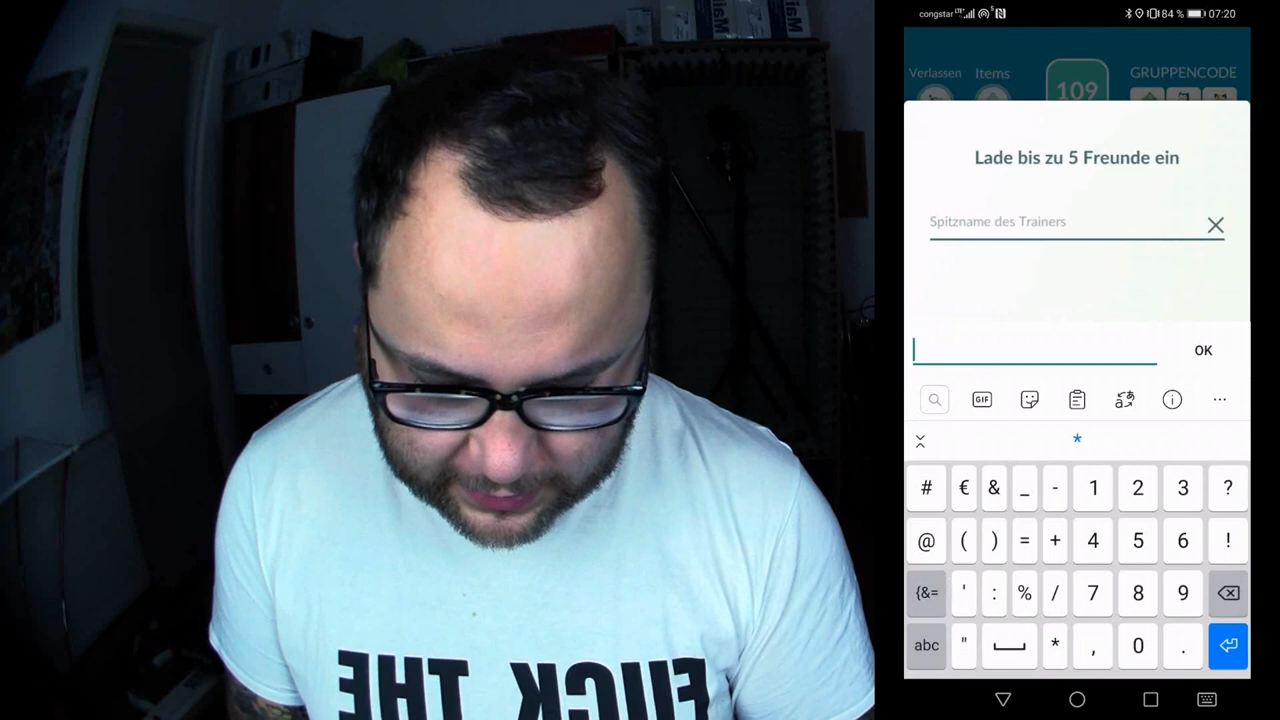 congstar 84 % 07:20
Verlassen Items 109 GRUPPENCODE
Lade bis zu 5 Freunde ein
Spitzname des Trainers
OK
GIF
*
# € & _ - 1 2 3 ?
@ ( ) = + 4 5 6 !
{&= ' : % / 7 8 9
abc " * , 0 .
FUCK THE